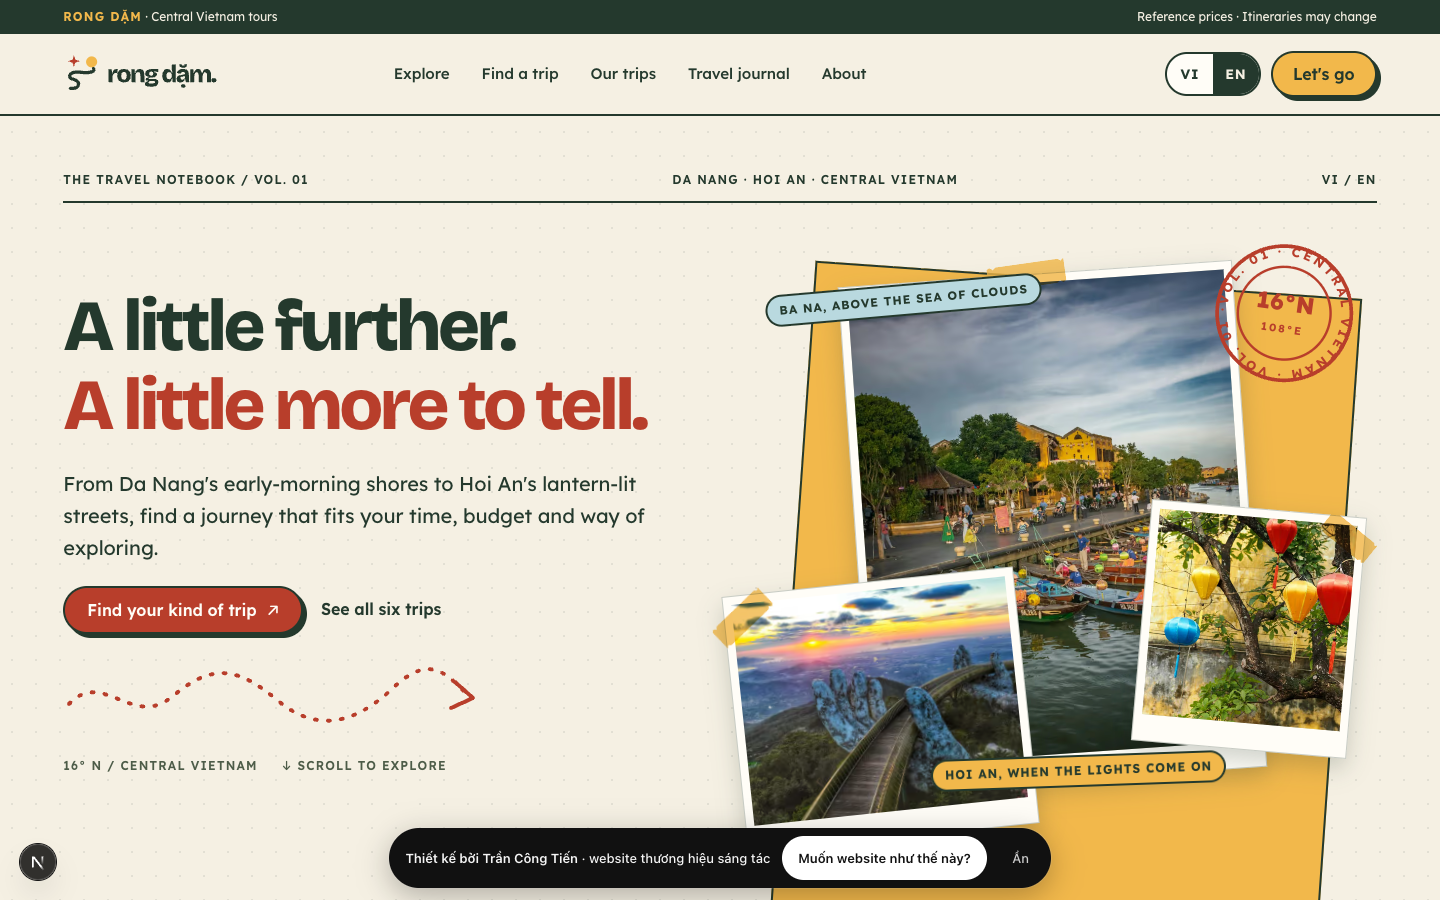 RONG DẶM · Central Vietnam tours
Reference prices · Itineraries may change
rong dặm.
Explore
Find a trip
Our trips
Travel journal
About
VI
EN
Let's go
THE TRAVEL NOTEBOOK / VOL. 01
DA NANG · HOI AN · CENTRAL VIETNAM
VI / EN
A little further.
A little more to tell.
From Da Nang's early-morning shores to Hoi An's lantern-lit
streets, find a journey that fits your time, budget and way of
exploring.
Find your kind of trip ↗
See all six trips
16° N / CENTRAL VIETNAM
↓ SCROLL TO EXPLORE
BA NA, ABOVE THE SEA OF CLOUDS
VOL. 01 · CENTRAL VIETNAM · VOL. 01
16°N
108°E
HOI AN, WHEN THE LIGHTS COME ON
N
Thiết kế bởi Trần Công Tiến · website thương hiệu sáng tác
Muốn website như thế này?
Ẩn